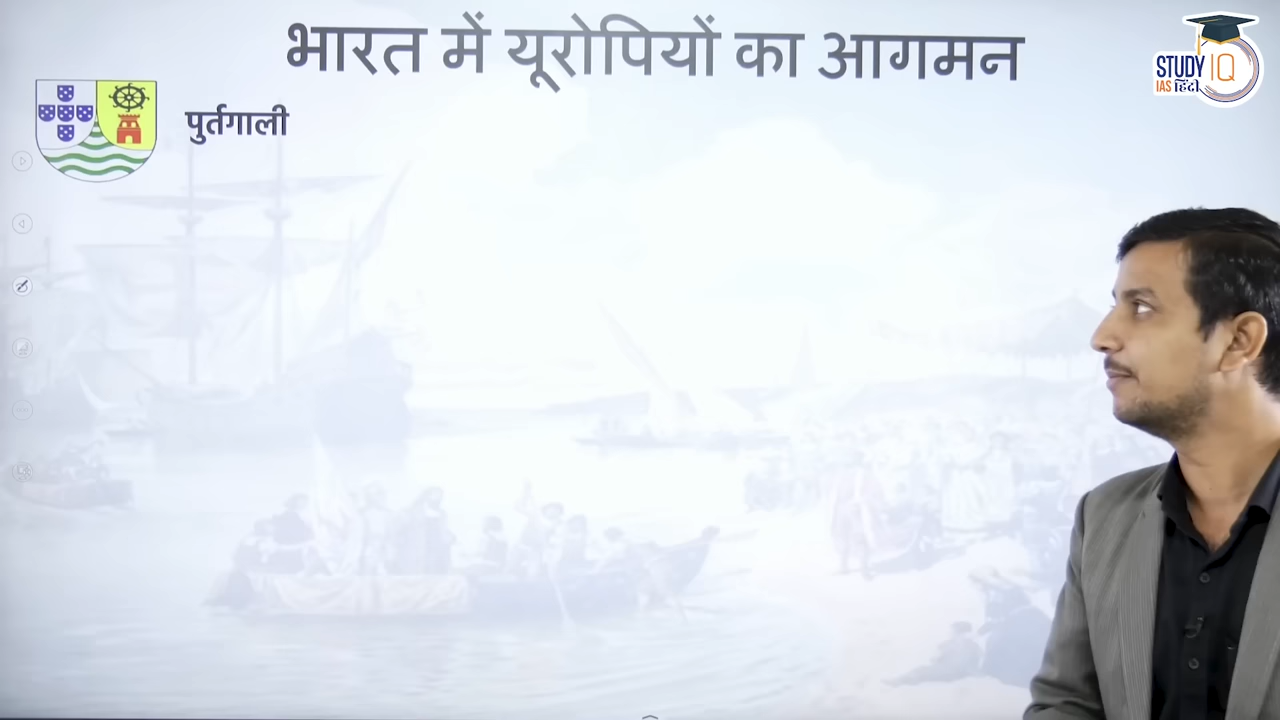 भारत में यूरोपियों का आगमन
STUDY IQ
IAS हिंदी
पुर्तगाली